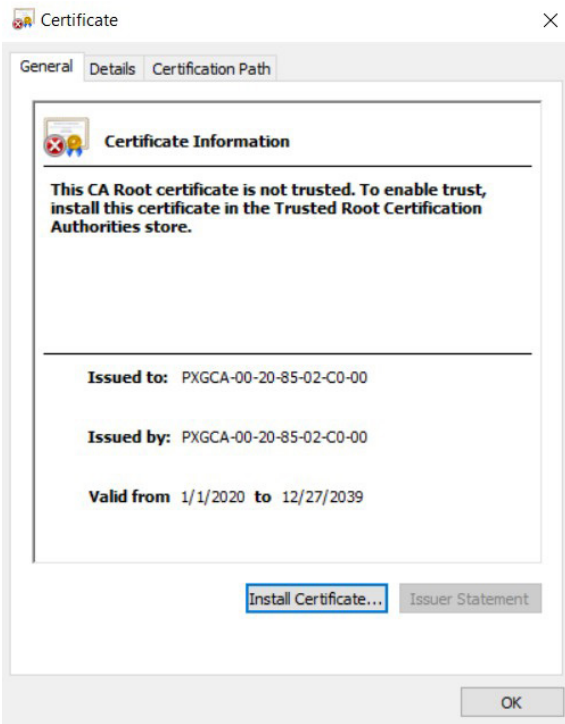 Certificate
General Details Certification Path
Certificate Information
This CA Root certificate is not trusted. To enable trust,
install this certificate in the Trusted Root Certification
Authorities store.
Issued to: PXGCA-00-20-85-02-C0-00
Issued by: PXGCA-00-20-85-02-C0-00
Valid from 1/1/2020 to 12/27/2039
Install Certificate... Issuer Statement
OK